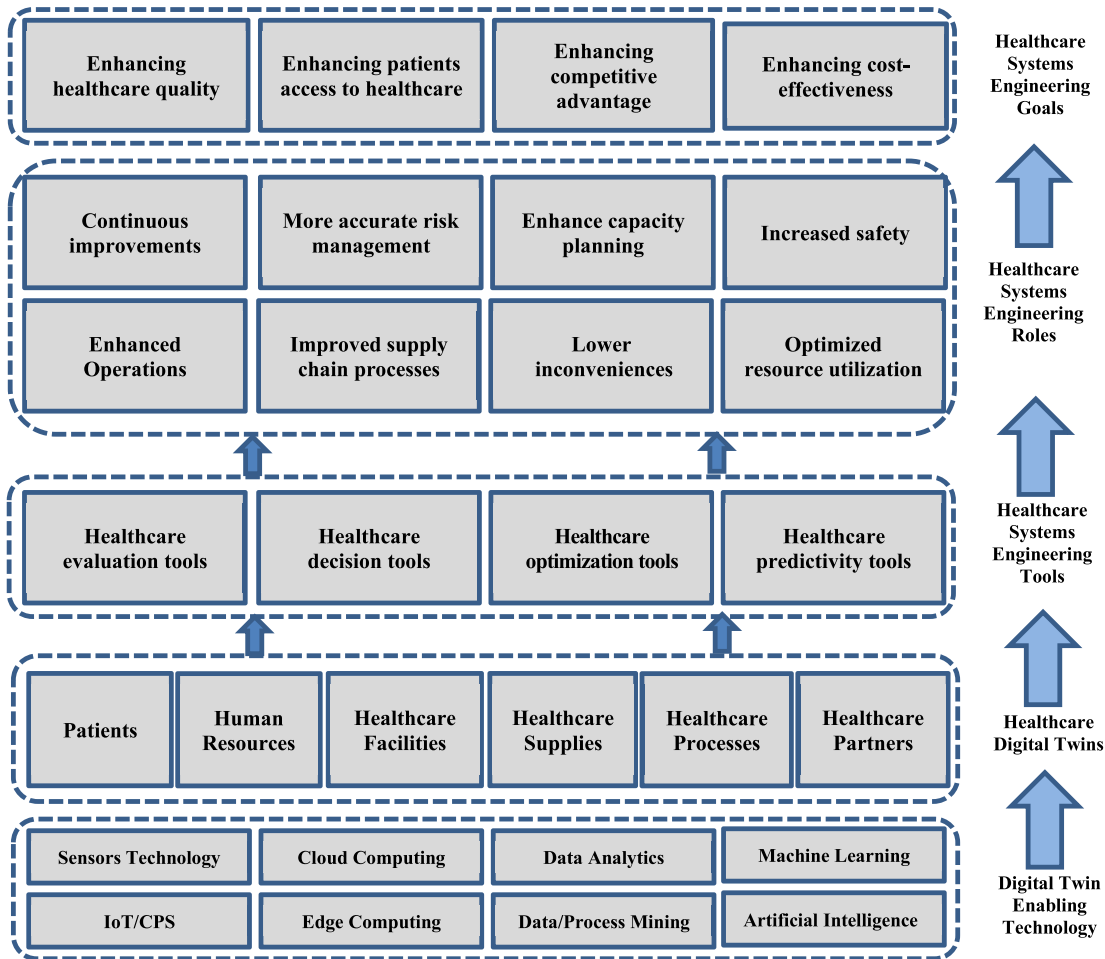 Enhancing
healthcare quality
Enhancing patients
access to healthcare
Enhancing
competitive
advantage
Enhancing cost-
effectiveness
Healthcare
Systems
Engineering
Goals
Continuous
improvements
More accurate risk
management
Enhance capacity
planning
Increased safety
Enhanced
Operations
Improved supply
chain processes
Lower
inconveniences
Optimized
resource utilization
Healthcare
Systems
Engineering
Roles
Healthcare
evaluation tools
Healthcare
decision tools
Healthcare
optimization tools
Healthcare
predictivity tools
Healthcare
Systems
Engineering
Tools
Patients
Human
Resources
Healthcare
Facilities
Healthcare
Supplies
Healthcare
Processes
Healthcare
Partners
Healthcare
Digital Twins
Sensors Technology
Cloud Computing
Data Analytics
Machine Learning
IoT/CPS
Edge Computing
Data/Process Mining
Artificial Intelligence
Digital Twin
Enabling
Technology